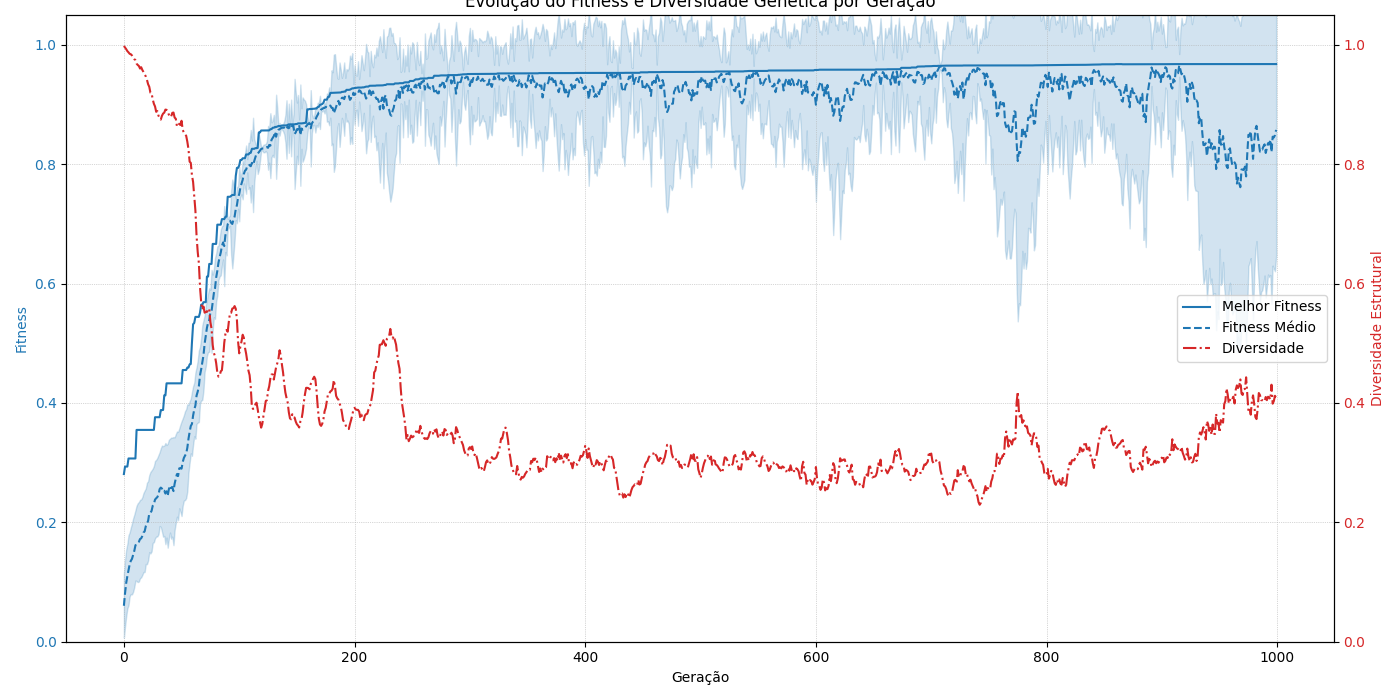 Evolução do Fitness e Diversidade Genética por Geração
1.0
0.8
0.6
0.4
0.2
0.0
Fitness
1.0
0.8
0.6
0.4
0.2
0.0
Diversidade Estrutural
Melhor Fitness
Fitness Médio
Diversidade
0
200
400
600
800
1000
Geração